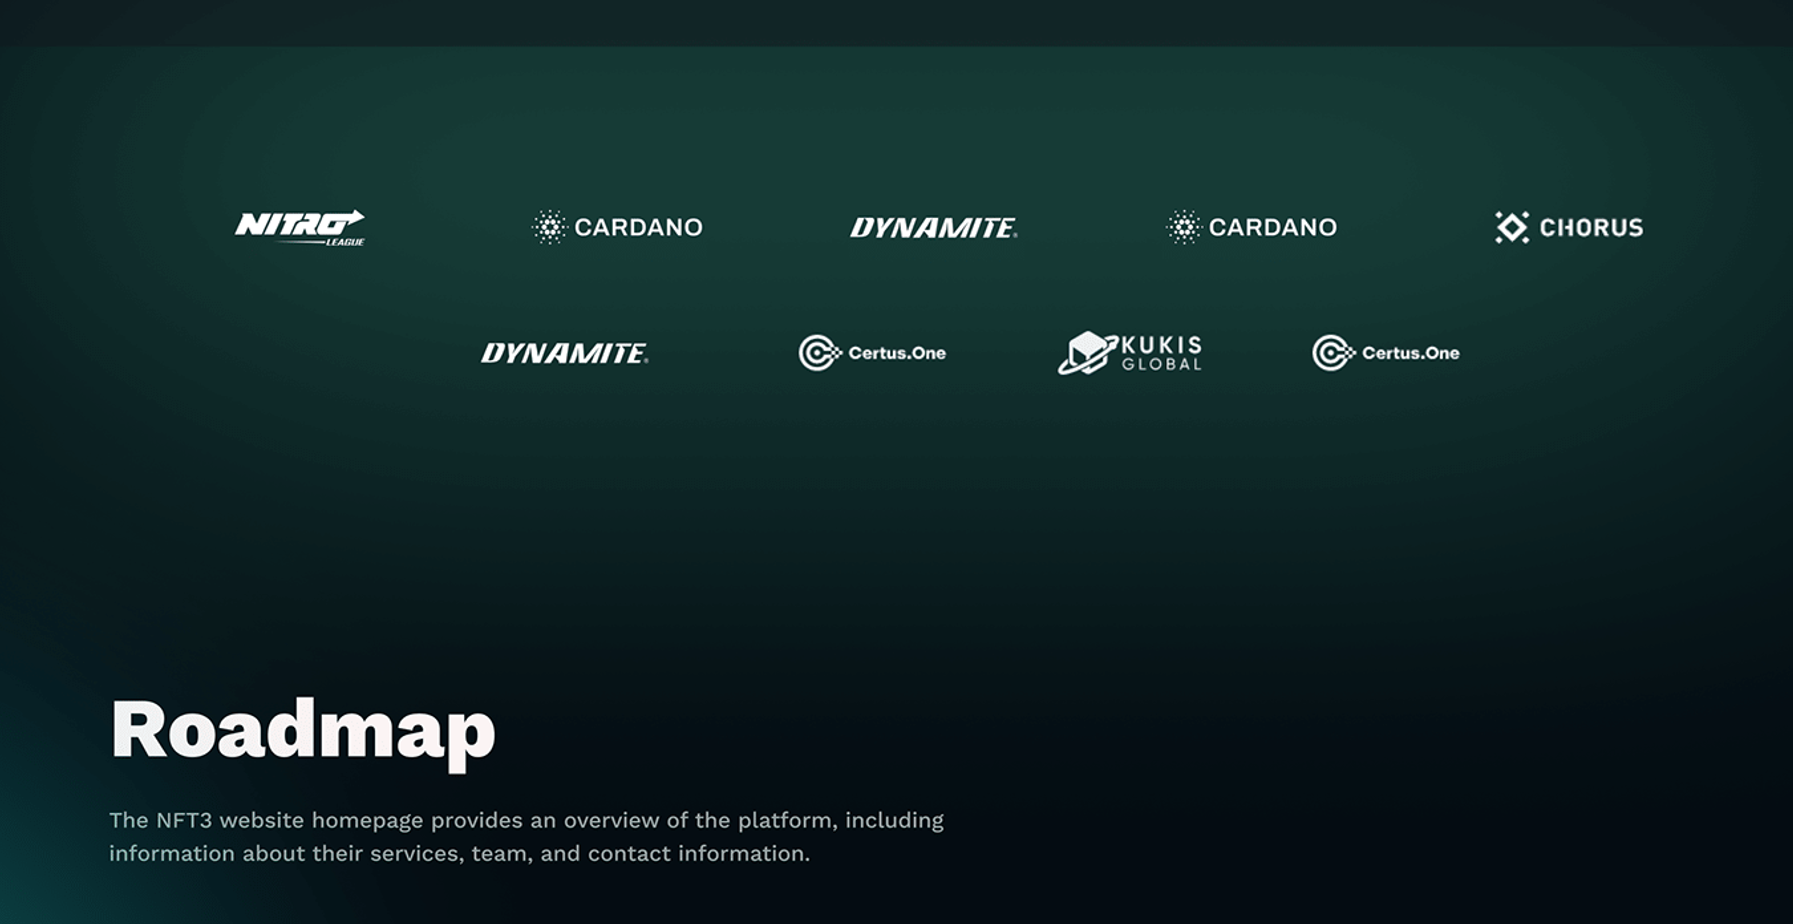 NITRO LEAGUE
CARDANO
DYNAMITE®
CARDANO
CHORUS
DYNAMITE®
Certus.One
KUKIS GLOBAL
Certus.One
Roadmap
The NFT3 website homepage provides an overview of the platform, including
information about their services, team, and contact information.